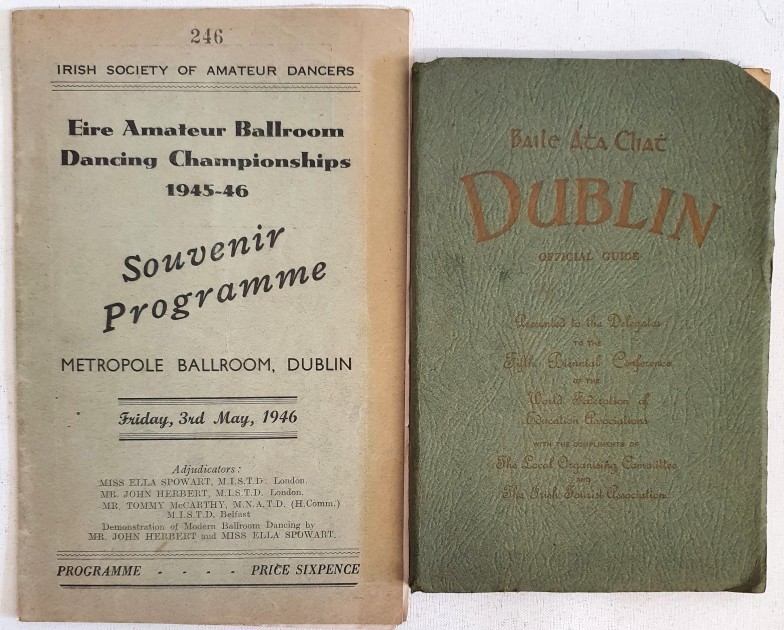 246
IRISH SOCIETY OF AMATEUR DANCERS
Eire Amateur Ballroom
Dancing Championships
1945-46
Souvenir
Programme
METROPOLE BALLROOM, DUBLIN
Friday, 3rd May, 1946
Adjudicators:
MISS ELLA SPOWART, M.I.S.T.D. London.
MR. JOHN HERBERT, M.I.S.T.D. London.
MR. TOMMY McCARTHY, M.N.A.T.D. (H.Comm.)
M.I.S.T.D. Belfast
Demonstration of Modern Ballroom Dancing by
MR. JOHN HERBERT and MISS ELLA SPOWART.
PROGRAMME - - - - PRICE SIXPENCE
Baile Áta Cliat
DUBLIN
OFFICIAL GUIDE
Presented to the Delegates
TO THE
Fifth Biennial Conference
OF THE
World Federation of
Education Associations
WITH THE COMPLIMENTS OF
The Local Organising Committee
AND
The Irish Tourist Association